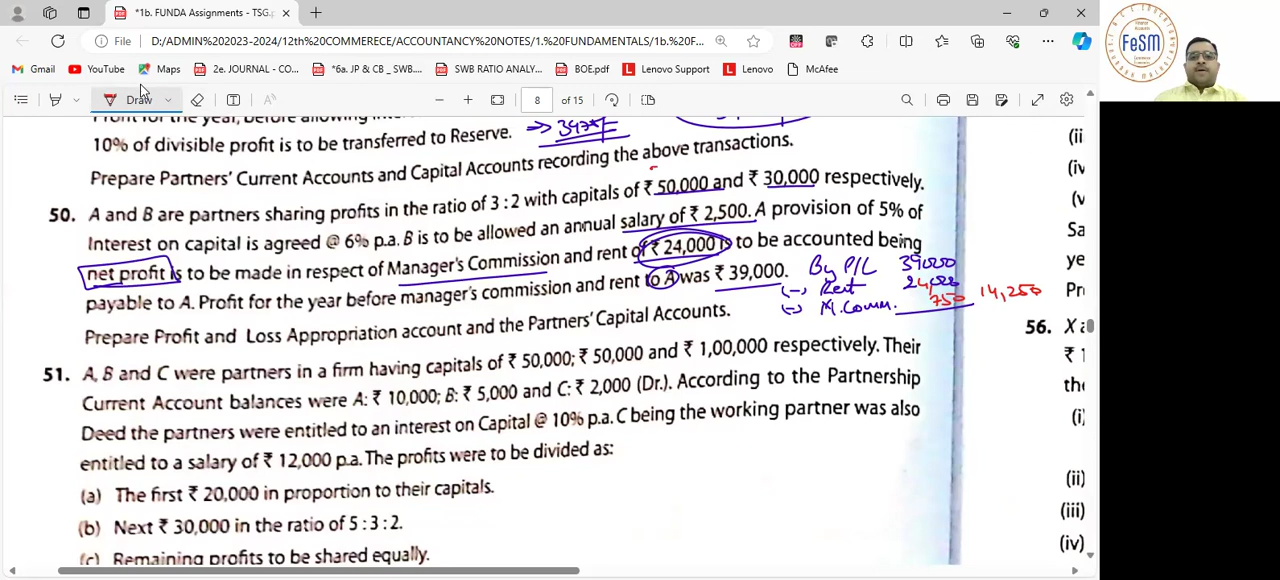 *1b. FUNDA Assignments - TSG.
File D:/ADMIN%202023-2024/12th%20COMMERECE/ACCOUNTANCE%20NOTES/1.%20FUNDAMENTALS/1b.%20F...
Gmail YouTube Maps 2e. JOURNAL - CO... *6a. JP & CB _ SWB.... SWB RATIO ANALY... BOE.pdf Lenovo Support Lenovo McAfee
Draw 8 of 15
FeSM
10% of divisible profit is to be transferred to Reserve.
Prepare Partners' Current Accounts and Capital Accounts recording the above transactions.
50. A and B are partners sharing profits in the ratio of 3 : 2 with capitals of ₹ 50,000 and ₹ 30,000 respectively.
Interest on capital is agreed @ 6% p.a. B is to be allowed an annual salary of ₹ 2,500. A provision of 5% of
net profit is to be made in respect of Manager's Commission and rent of ₹ 24,000 is to be accounted being
payable to A. Profit for the year before manager's commission and rent to A was ₹ 39,000.
By P/L 39000
(-) Rent 24,000
(-) M. Comm. 750 14,250
Prepare Profit and Loss Appropriation account and the Partners' Capital Accounts.
51. A, B and C were partners in a firm having capitals of ₹ 50,000; ₹ 50,000 and ₹ 1,00,000 respectively. Their
Current Account balances were A: ₹ 10,000; B: ₹ 5,000 and C: ₹ 2,000 (Dr.). According to the Partnership
Deed the partners were entitled to an interest on Capital @ 10% p.a. C being the working partner was also
entitled to a salary of ₹ 12,000 p.a. The profits were to be divided as:
(a) The first ₹ 20,000 in proportion to their capitals.
(b) Next ₹ 30,000 in the ratio of 5 : 3 : 2.
(c) Remaining profits to be shared equally.
(ii
(iv
(v
Sa
ye
Pr
56. X a
₹ 1
the
(i)
(ii)
(iii)
(iv)